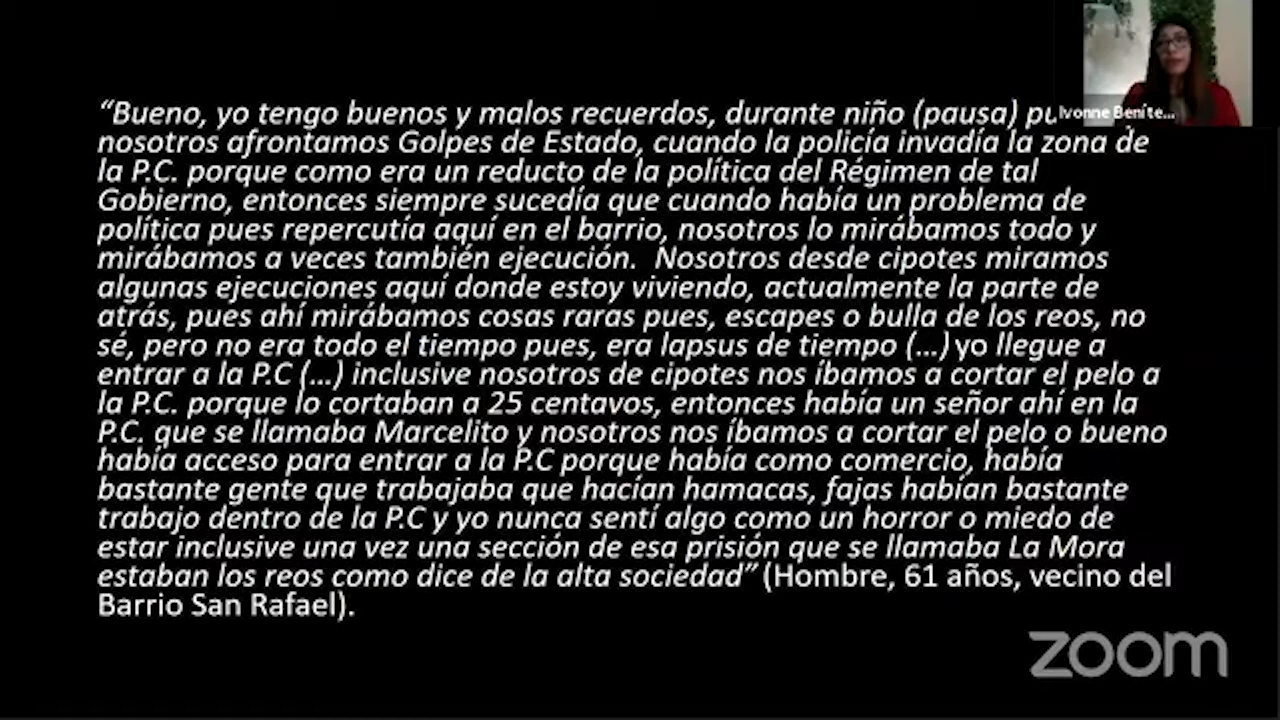 “Bueno, yo tengo buenos y malos recuerdos, durante niño (pausa)
nosotros afrontamos Golpes de Estado, cuando la policía invadía la zona de
la P.C. porque como era un reducto de la política del Régimen de tal
Gobierno, entonces siempre sucedía que cuando había un problema de
política pues repercutía aquí en el barrio, nosotros lo mirábamos todo y
mirábamos a veces también ejecución.  Nosotros desde cipotes miramos
algunas ejecuciones aquí donde estoy viviendo, actualmente la parte de
atrás, pues ahí mirábamos cosas raras pues, escapes o bulla de los reos, no
sé, pero no era todo el tiempo pues, era lapsus de tiempo (…) yo llegue a
entrar a la P.C (…) inclusive nosotros de cipotes nos íbamos a cortar el pelo a
la P.C. porque lo cortaban a 25 centavos, entonces había un señor ahí en la
P.C. que se llamaba Marcelito y nosotros nos íbamos a cortar el pelo o bueno
había acceso para entrar a la P.C porque había como comercio, había
bastante gente que trabajaba que hacían hamacas, fajas habían bastante
trabajo dentro de la P.C y yo nunca sentí algo como un horror o miedo de
estar inclusive una vez una sección de esa prisión que se llamaba La Mora
estaban los reos como dice de la alta sociedad” (Hombre, 61 años, vecino del
Barrio San Rafael).
Ivonne Beníte...
zoom